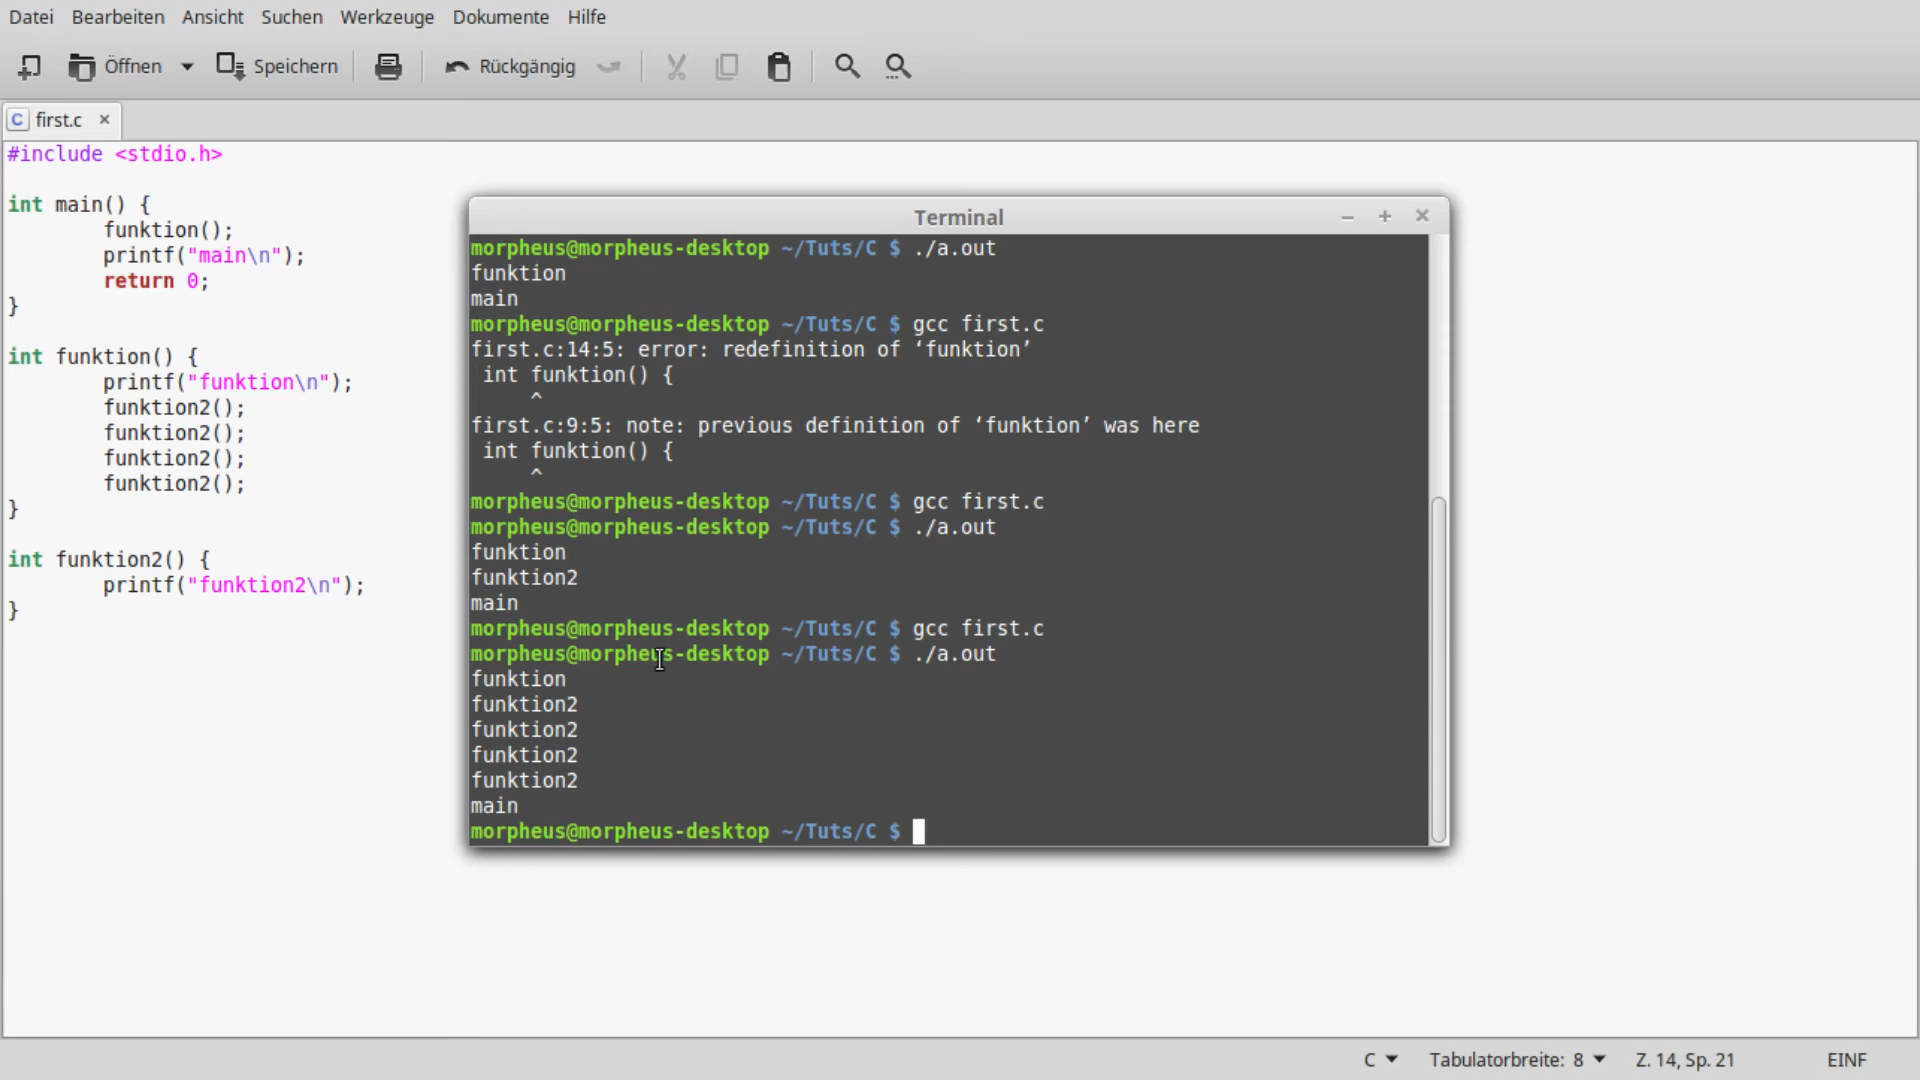 Datei Bearbeiten Ansicht Suchen Werkzeuge Dokumente Hilfe
Öffnen Speichern Rückgängig
C first.c
#include <stdio.h>
int main() {
funktion();
printf("main\n");
return 0;
}
int funktion() {
printf("funktion\n");
funktion2();
funktion2();
funktion2();
funktion2();
}
int funktion2() {
printf("funktion2\n");
}
Terminal
morpheus@morpheus-desktop ~/Tuts/C $ ./a.out
funktion
main
morpheus@morpheus-desktop ~/Tuts/C $ gcc first.c
first.c:14:5: error: redefinition of ‘funktion’
int funktion() {
^
first.c:9:5: note: previous definition of ‘funktion’ was here
int funktion() {
^
morpheus@morpheus-desktop ~/Tuts/C $ gcc first.c
morpheus@morpheus-desktop ~/Tuts/C $ ./a.out
funktion
funktion2
main
morpheus@morpheus-desktop ~/Tuts/C $ gcc first.c
morpheus@morpheus-desktop ~/Tuts/C $ ./a.out
funktion
funktion2
funktion2
funktion2
funktion2
main
morpheus@morpheus-desktop ~/Tuts/C $
C Tabulatorbreite: 8 Z. 14, Sp. 21 EINF